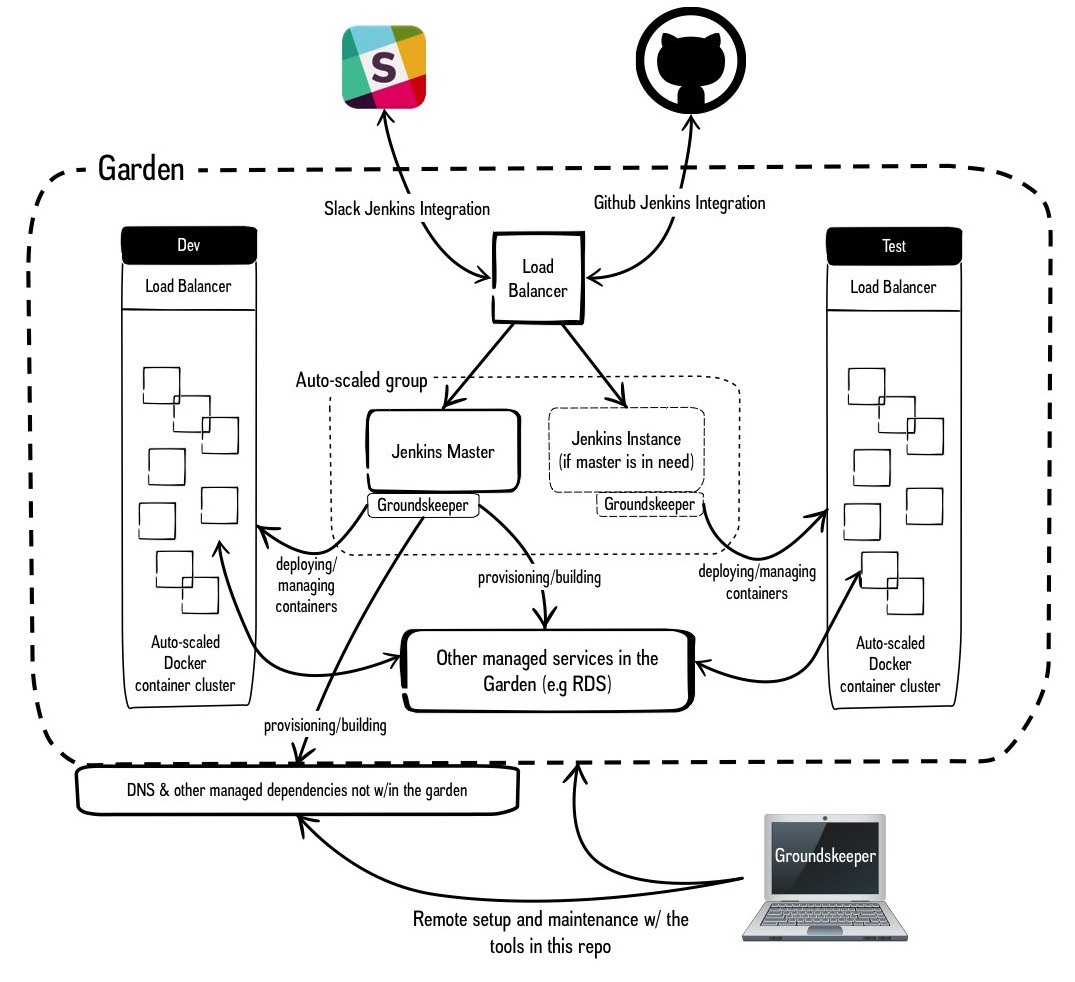 S
Garden
Slack Jenkins Integration
Github Jenkins Integration
Dev
Load Balancer
Load
Balancer
Test
Load Balancer
Auto-scaled group
Jenkins Master
Groundskeeper
Jenkins Instance
(if master is in need)
Groundskeeper
deploying/
managing
containers
provisioning/building
deploying/managing
containers
Auto-scaled
Docker
container cluster
Other managed services in the
Garden (e.g RDS)
Auto-scaled
Docker
container cluster
provisioning/building
DNS & other managed dependencies not w/in the garden
Groundskeeper
Remote setup and maintenance w/ the
tools in this repo